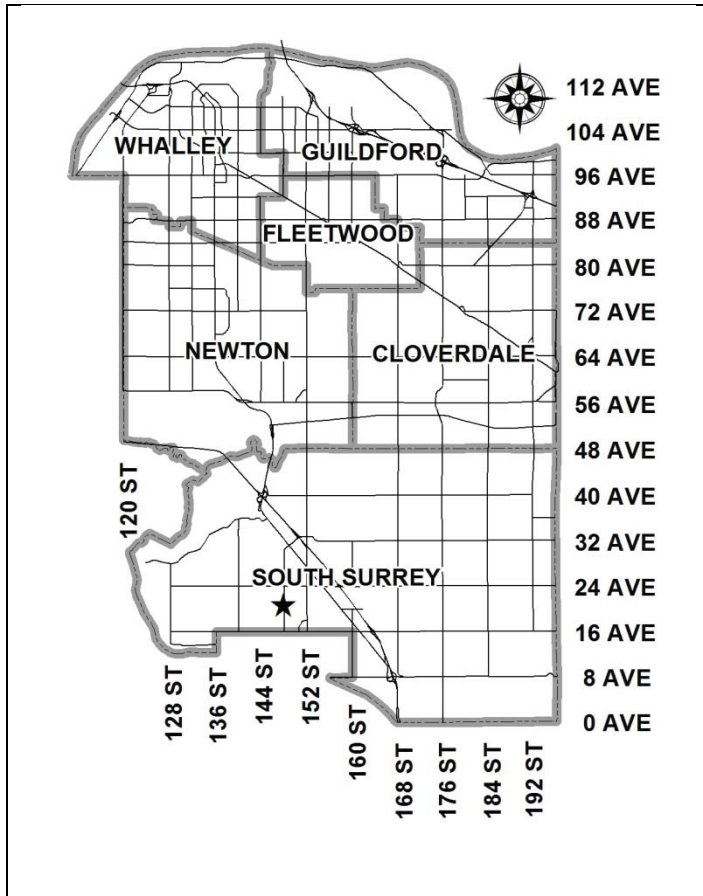 112 AVE
104 AVE
WHALLEY
GUILDFORD
96 AVE
88 AVE
FLEETWOOD
80 AVE
72 AVE
NEWTON
CLOVERDALE
64 AVE
56 AVE
48 AVE
120 ST
40 AVE
32 AVE
SOUTH SURREY
24 AVE
16 AVE
8 AVE
0 AVE
128 ST
136 ST
144 ST
152 ST
160 ST
168 ST
176 ST
184 ST
192 ST